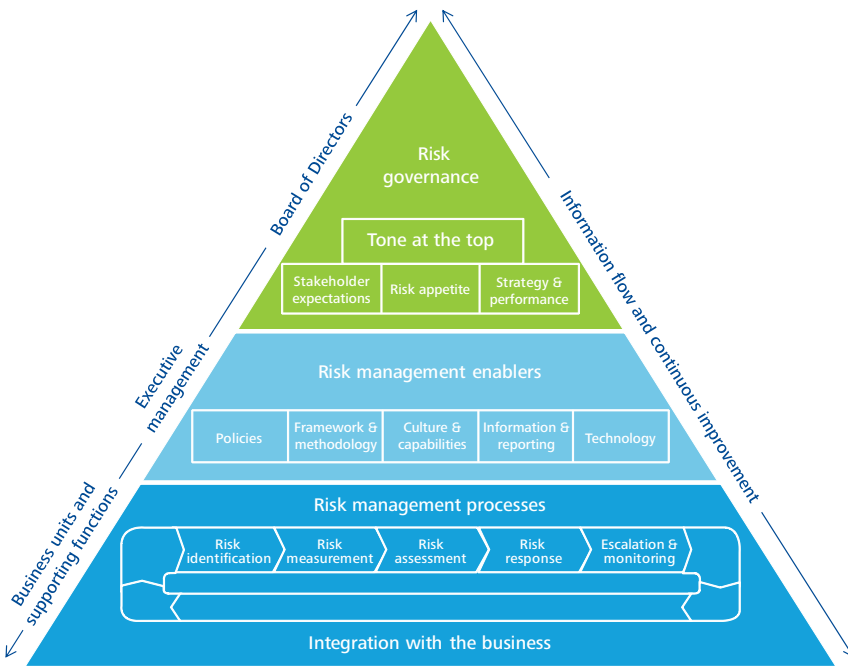 Risk
governance
Tone at the top
Stakeholder
expectations
Risk appetite
Strategy &
performance
Risk management enablers
Policies
Framework &
methodology
Culture &
capabilities
Information &
reporting
Technology
Risk management processes
Risk
identification
Risk
measurement
Risk
assessment
Risk
response
Escalation &
monitoring
Integration with the business
Board of Directors
Executive
management
Business units and
supporting functions
Information flow and continuous improvement